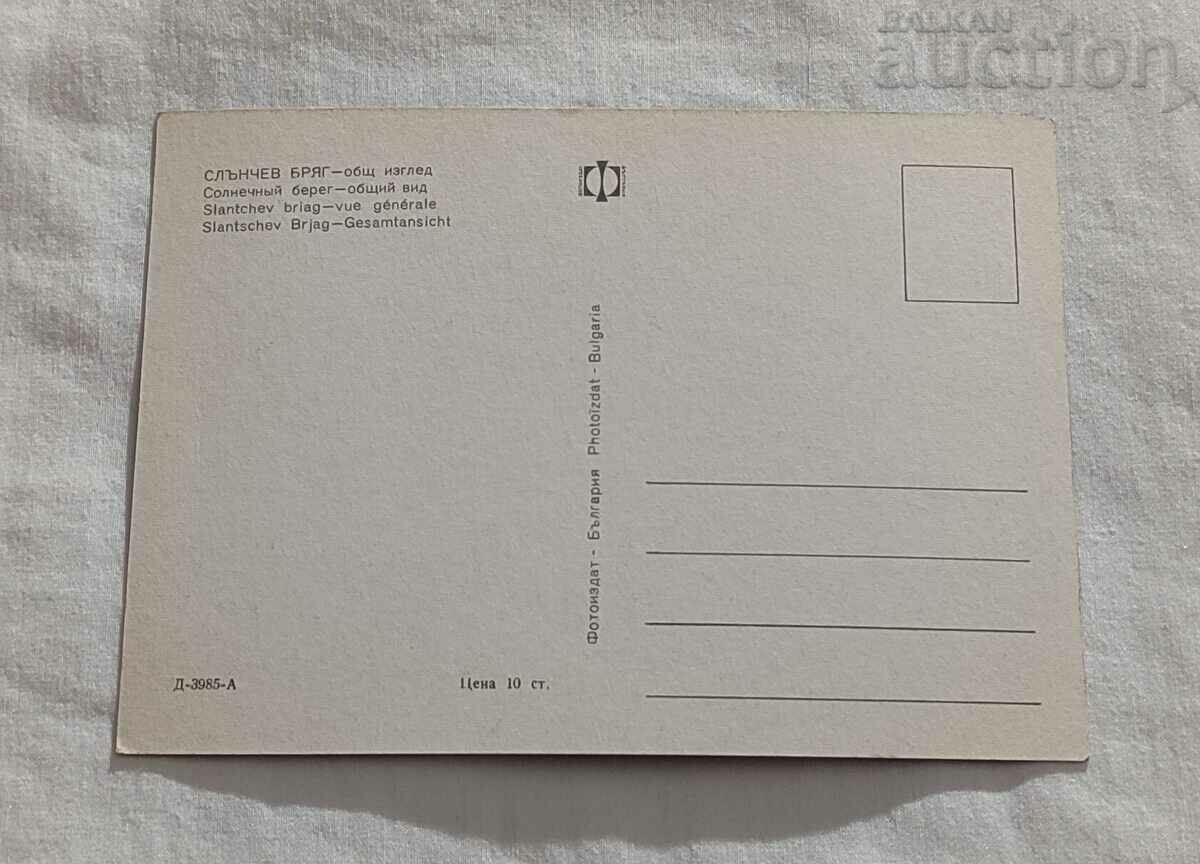 BALKAN
auction
СЛЪНЧЕВ БРЯГ—общ изглед
Солнечный берег—общий вид
Slantchev briag—vue générale
Slantschev Brjag—Gesamtansicht
Фотоиздат - България Photoizdat - Bulgaria
Д-3985-А
Цена 10 ст.